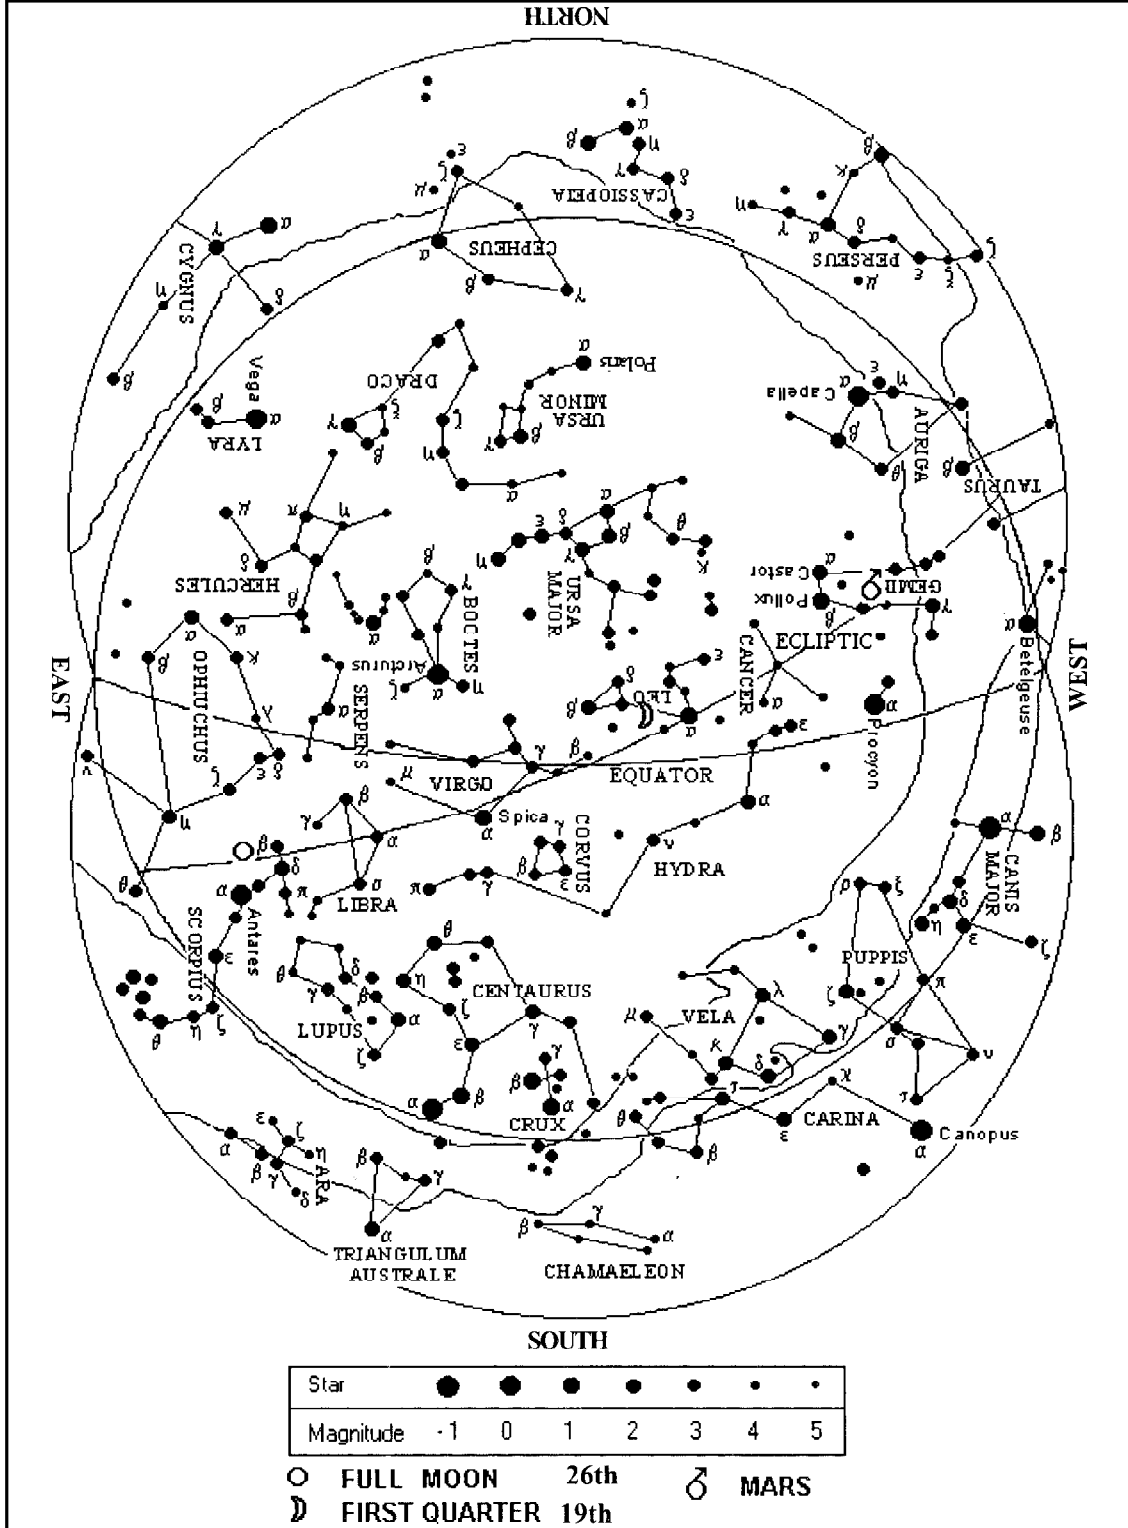 NORTH
ζ
β α η
γ δ
CASSIOPEIA
ε
ε
ζ
μ
CEPHEUS
α
β
γ
β
κ
η
γ α δ
PERSEUS
ε ξ ζ
μ
α
γ
CYGNUS
η
δ
β
Vega
β
α
LYRA
DRACO
ξ
γ
β
ζ
η
α
α
Polaris
URSA
MINOR
γ β
ε
η
α
Capella
β
θ
AURIGA
β
TAURUS
μ
π
η
δ
HERCULES
β
α
β
γ
BOCTES
Arcturus
ζ
α
η
α
η ε δ
γ β
θ
κ
URSA
MAJOR
α
Castor
Pollux
β
GEMII
γ
ECLIPTIC
CANCER
α
α
Betelgeuse
EAST
WEST
α
β
κ
OPHIUCHUS
λ
ζ
ε
δ
ν
η
θ
SERPENS
α
ε
δ
β
LEO
α
α
Procyon
VIRGO
γ
β
μ
Spica
α
EQUATOR
ε
α
HYDRA
ν
β
γ
α
σ
LIBRA
CORVUS
γ
β
ε
π
γ
α
β
CANIS
MAJOR
δ
η
ε
ζ
β
δ
α
π
Antares
SCORPIUS
ε
ζ
η
θ
θ
δ
γ
β
LUPUS
α
ζ
θ
η
CENTAURUS
ζ
γ
ε
α
β
γ
β
α
CRUX
ρ
ξ
PUPPIS
ζ
π
σ
ν
τ
μ
VELA
λ
κ
δ
γ
τ
χ
θ
β
ε
CARINA
Canopus
α
ε
α
ζ
β
η
γ
δ
ARA
β
γ
α
TRIANGULUM
AUSTRALE
β
γ
α
CHAMAELEON
SOUTH
Star
Magnitude -1 0 1 2 3 4 5
FULL MOON 26th
♂ MARS
FIRST QUARTER 19th